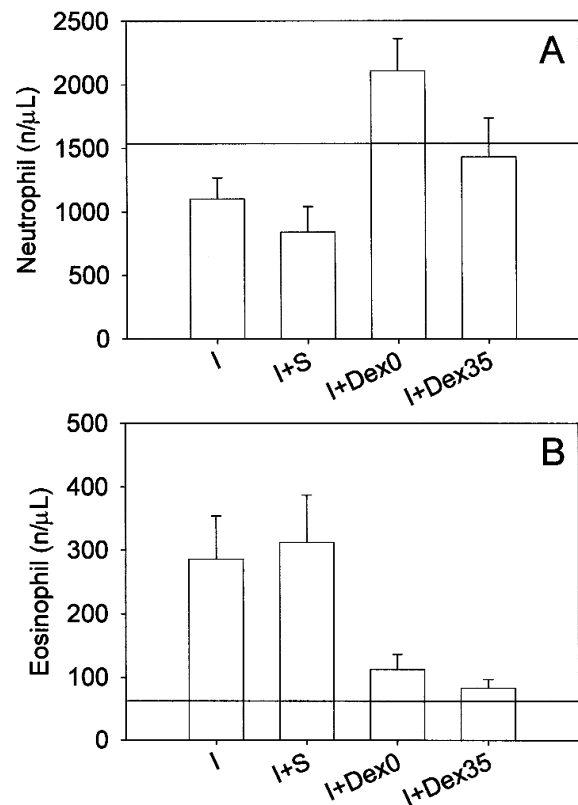 2500
A
2000
1500
1000
500
0
Neutrophil (n/μL)
I
I+S
I+Dex0
I+Dex35
500
B
400
300
200
100
0
Eosinophil (n/μL)
I
I+S
I+Dex0
I+Dex35